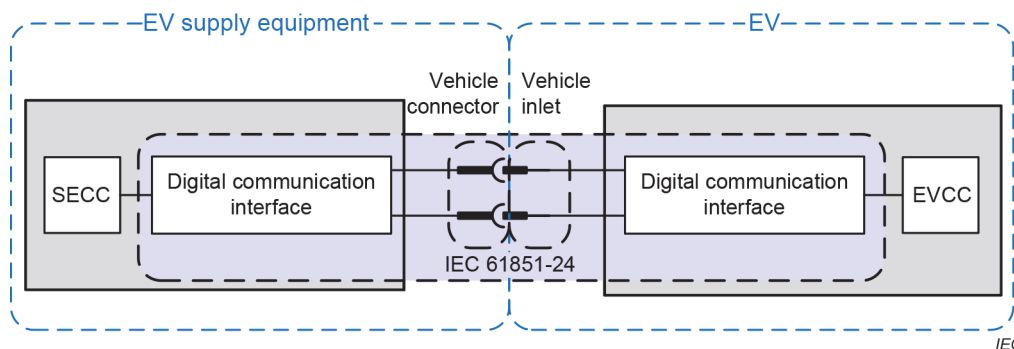 EV supply equipment
EV
Vehicle
connector
Vehicle
inlet
SECC
Digital communication
interface
Digital communication
interface
EVCC
IEC 61851-24
IEC